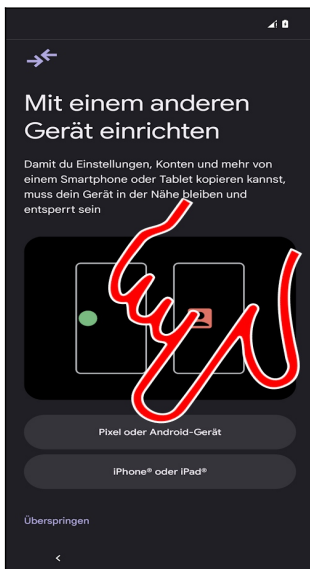 Mit einem anderen
Gerät einrichten
Damit du Einstellungen, Konten und mehr von
einem Smartphone oder Tablet kopieren kannst,
muss dein Gerät in der Nähe bleiben und
entsperrt sein
Pixel oder Android-Gerät
iPhone® oder iPad®
Überspringen